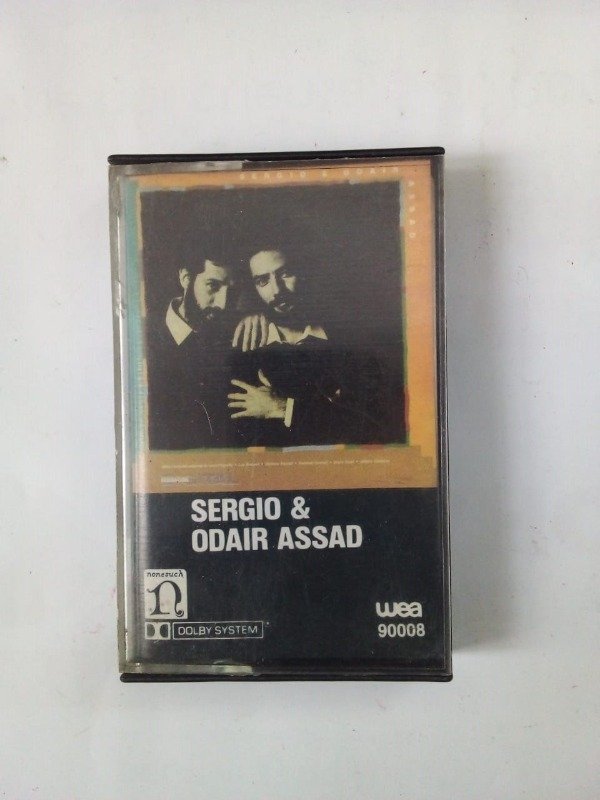 SERGIO & ODAIR ASSAD
SERGIO &
ODAIR ASSAD
nonesuch
n
DOLBY SYSTEM
wea
90008